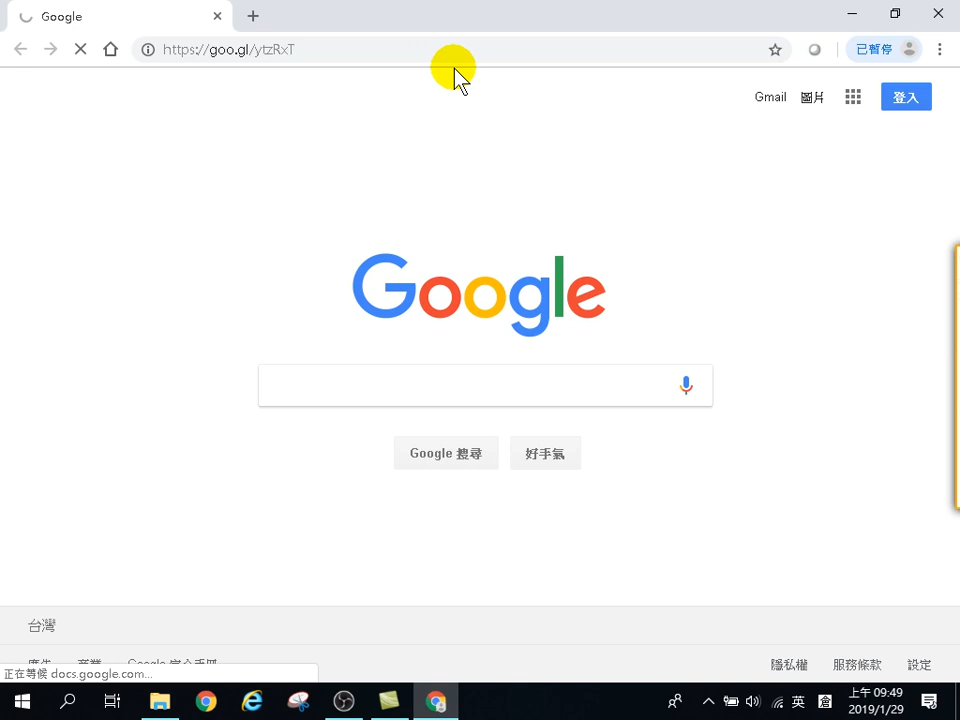 Google
https://goo.gl/ytzRxT
已暫停
Gmail
圖片
登入
Google
Google 搜尋
好手氣
台灣
廣告
商業
Google 完全手冊
隱私權
服務條款
設定
正在等候 docs.google.com...
英
倉
上午 09:49
2019/1/29